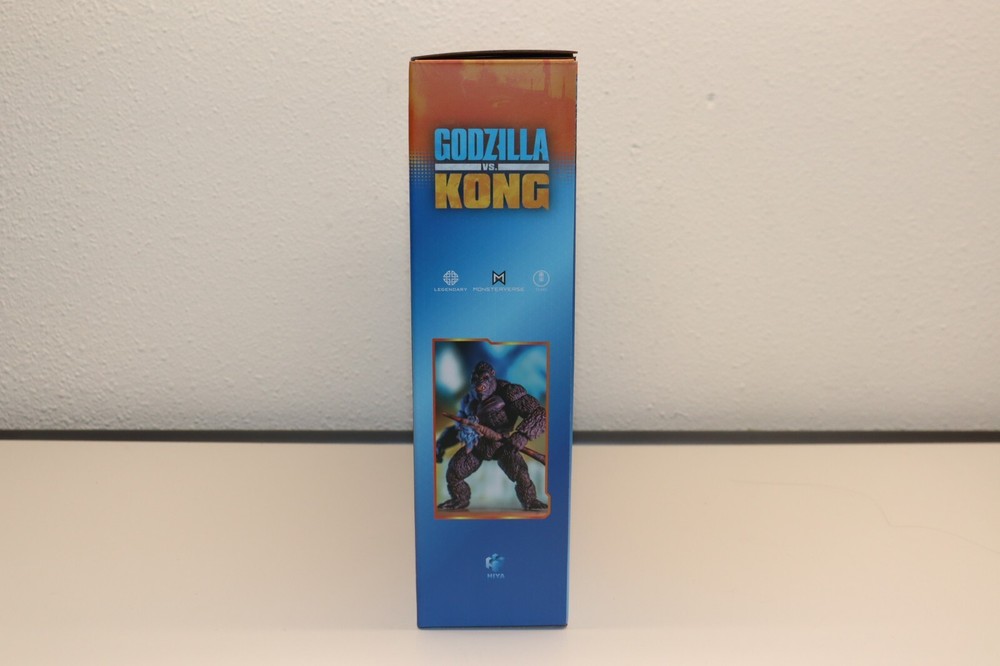 GODZILLA
VS.
KONG
LEGENDARY MONSTERVERSE
HIYA